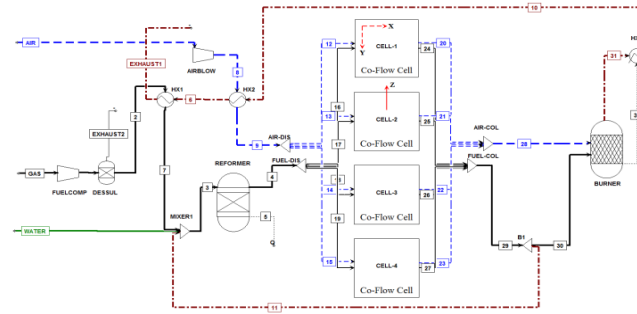 10
AIR
AIRBLOW
EXHAUST1
8
HX1
6
HX2
2
EXHAUST2
9
AIR-DIS
GAS
FUELCOMP
DESSUL
7
REFORMER
FUEL-DIS
3
4
5
Q
MIXER1
WATER
11
12
13
14
15
16
17
19
X
Y
CELL-1
Co-Flow Cell
Z
CELL-2
Co-Flow Cell
CELL-3
Co-Flow Cell
CELL-4
Co-Flow Cell
24
25
26
27
20
21
22
23
AIR-COL
FUEL-COL
28
29
B1
30
31
BURNER